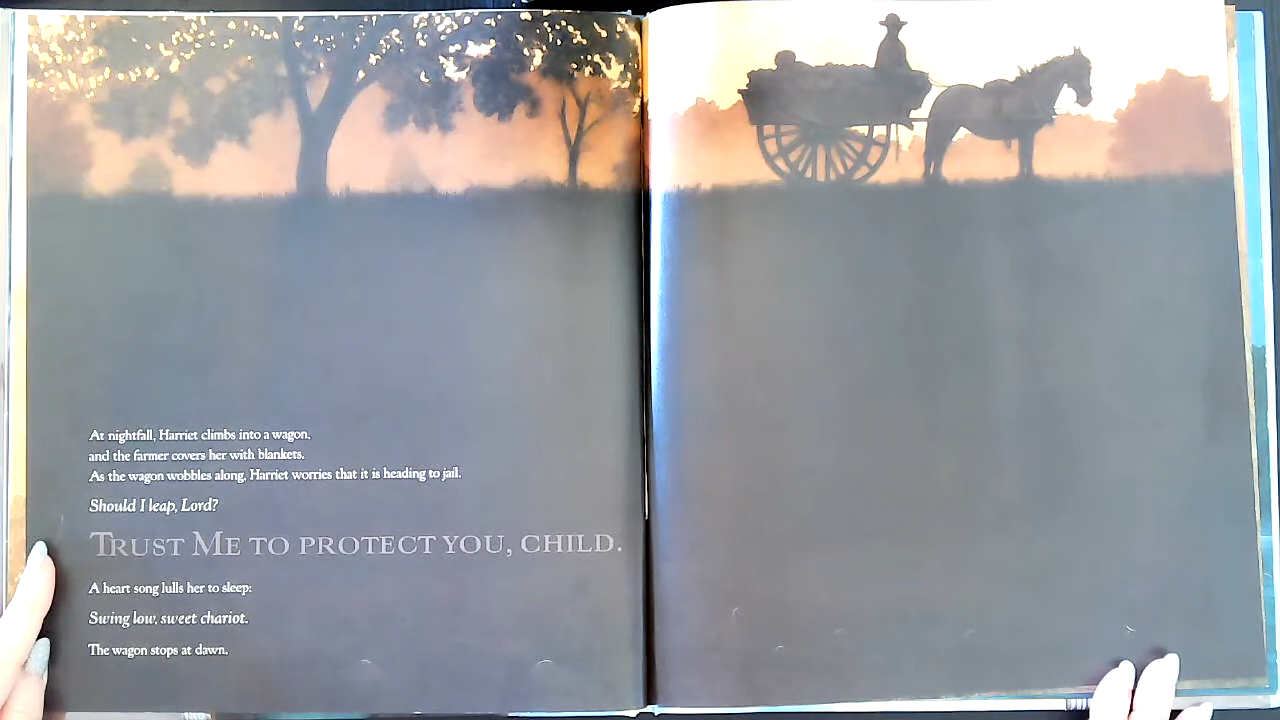 At nightfall, Harriet climbs into a wagon,
and the farmer covers her with blankets.
As the wagon wobbles along, Harriet worries that it is heading to jail.
Should I leap, Lord?
TRUST ME TO PROTECT YOU, CHILD.
A heart song lulls her to sleep:
Swing low, sweet chariot.
The wagon stops at dawn.